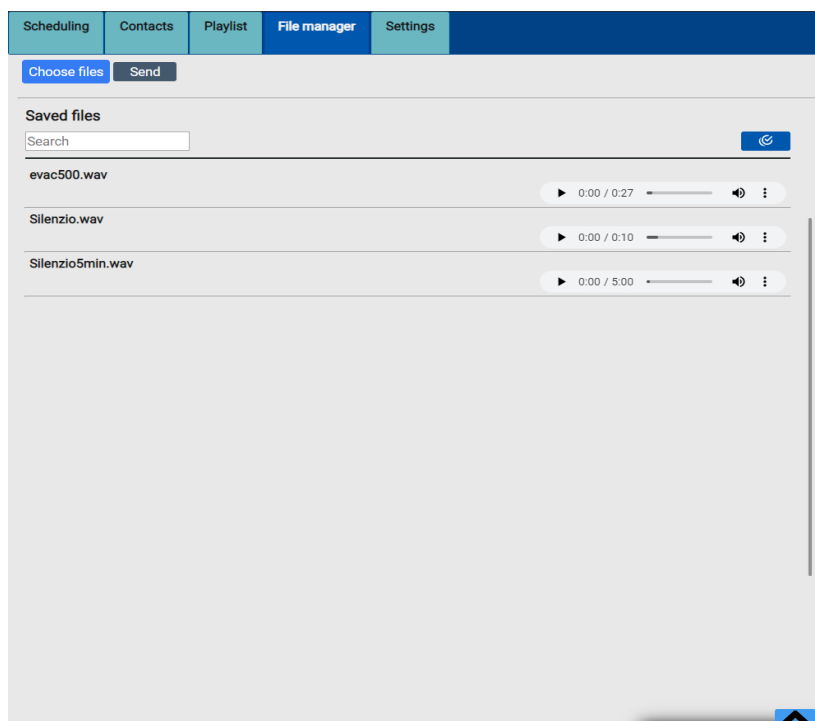 Scheduling Contacts Playlist File manager Settings
Choose files Send
Saved files
Search
evac500.wav
0:00 / 0:27
Silenzio.wav
0:00 / 0:10
Silenzio5min.wav
0:00 / 5:00